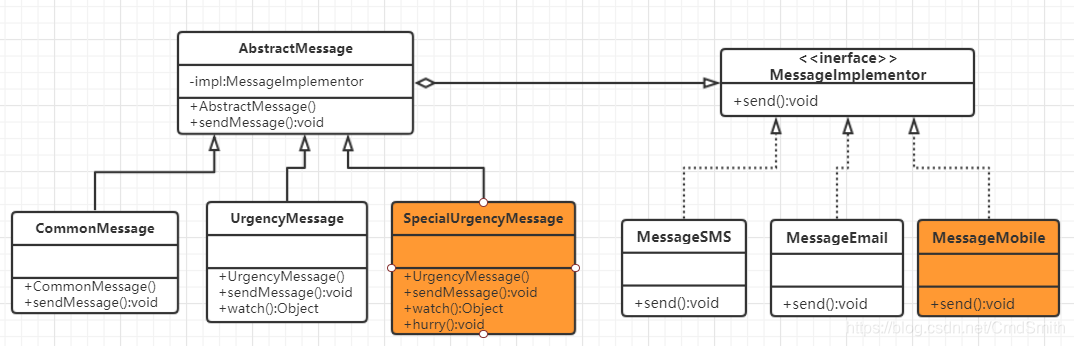 AbstractMessage
-impl:MessageImplementor
+AbstractMessage()
+sendMessage():void
<<inerface>>
MessageImplementor
+send():void
CommonMessage
+CommonMessage()
+sendMessage():void
UrgencyMessage
+UrgencyMessage()
+sendMessage():void
+watch():Object
SpecialUrgencyMessage
+UrgencyMessage()
+sendMessage():void
+watch():Object
+hurry():void
MessageSMS
+send():void
MessageEmail
+send():void
MessageMobile
+send():void
https://blog.csdn.net/CmdSmith